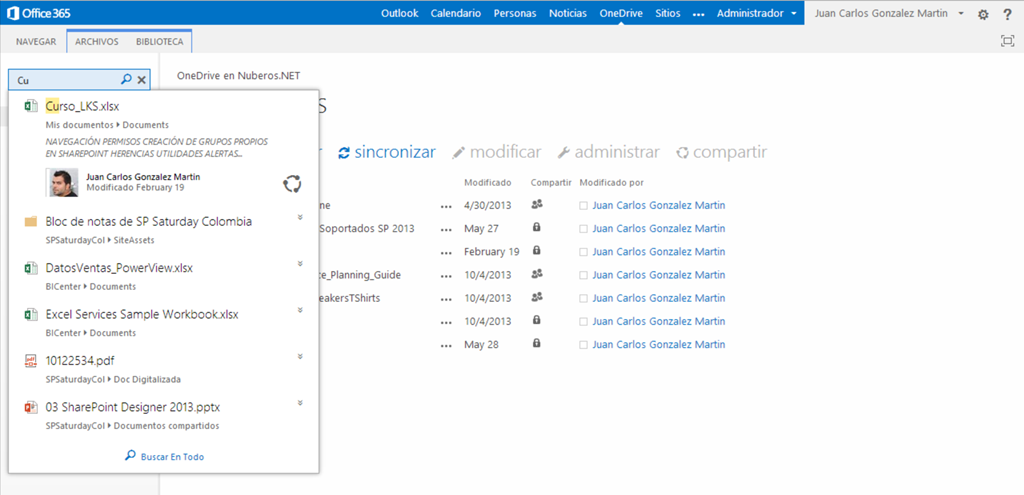 Office 365
Outlook Calendario Personas Noticias OneDrive Sitios ••• Administrador
Juan Carlos Gonzalez Martin
?
NAVEGAR ARCHIVOS BIBLIOTECA
Cu
OneDrive en Nuberos.NET
s
Curso_LKS.xlsx
Mis documentos Documents
NAVEGACIÓN PERMISOS CREACIÓN DE GRUPOS PROPIOS
EN SHAREPOINT HERENCIAS UTILIDADES ALERTAS...
Juan Carlos Gonzalez Martin
Modificado February 19
Bloc de notas de SP Saturday Colombia
SPSaturdayCol SiteAssets
DatosVentas_PowerView.xlsx
BICenter Documents
Excel Services Sample Workbook.xlsx
BICenter Documents
10122534.pdf
SPSaturdayCol Doc Digitalizada
03 SharePoint Designer 2013.pptx
SPSaturdayCol Documentos compartidos
Buscar En Todo
r sincronizar modificar administrar compartir
Modificado Compartir Modificado por
ne ••• 4/30/2013 Juan Carlos Gonzalez Martin
Soportados SP 2013 ••• May 27 Juan Carlos Gonzalez Martin
••• February 19 Juan Carlos Gonzalez Martin
te_Planning_Guide ••• 10/4/2013 Juan Carlos Gonzalez Martin
eakersTShirts ••• 10/4/2013 Juan Carlos Gonzalez Martin
••• 10/4/2013 Juan Carlos Gonzalez Martin
••• May 28 Juan Carlos Gonzalez Martin